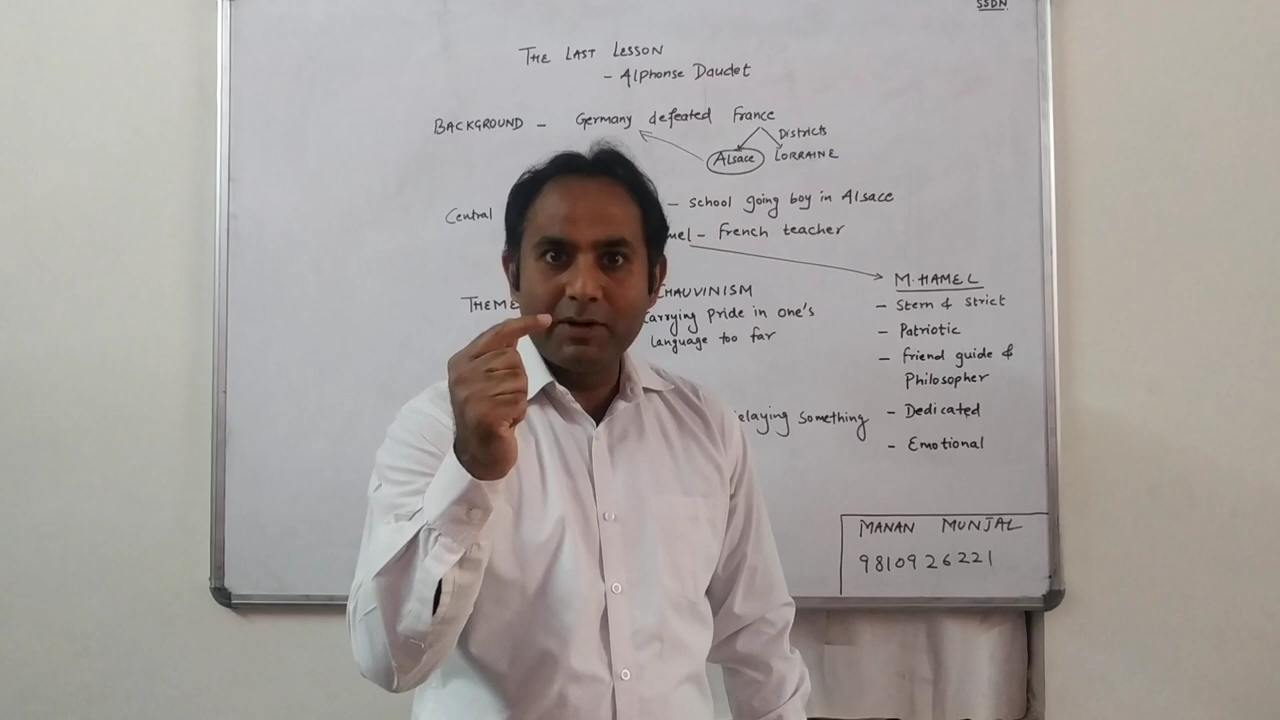 SSDN
THE LAST LESSON
- Alphonse Daudet
BACKGROUND - Germany defeated France
Districts
Alsace LORRAINE
Central - school going boy in Alsace
mel - French teacher
THEME CHAUVINISM
Carrying Pride in one's
language too far
elaying something
M. HAMEL
- Stern & strict
- Patriotic
- friend guide &
Philosopher
- Dedicated
- Emotional
MANAN MUNJAL
9810926221